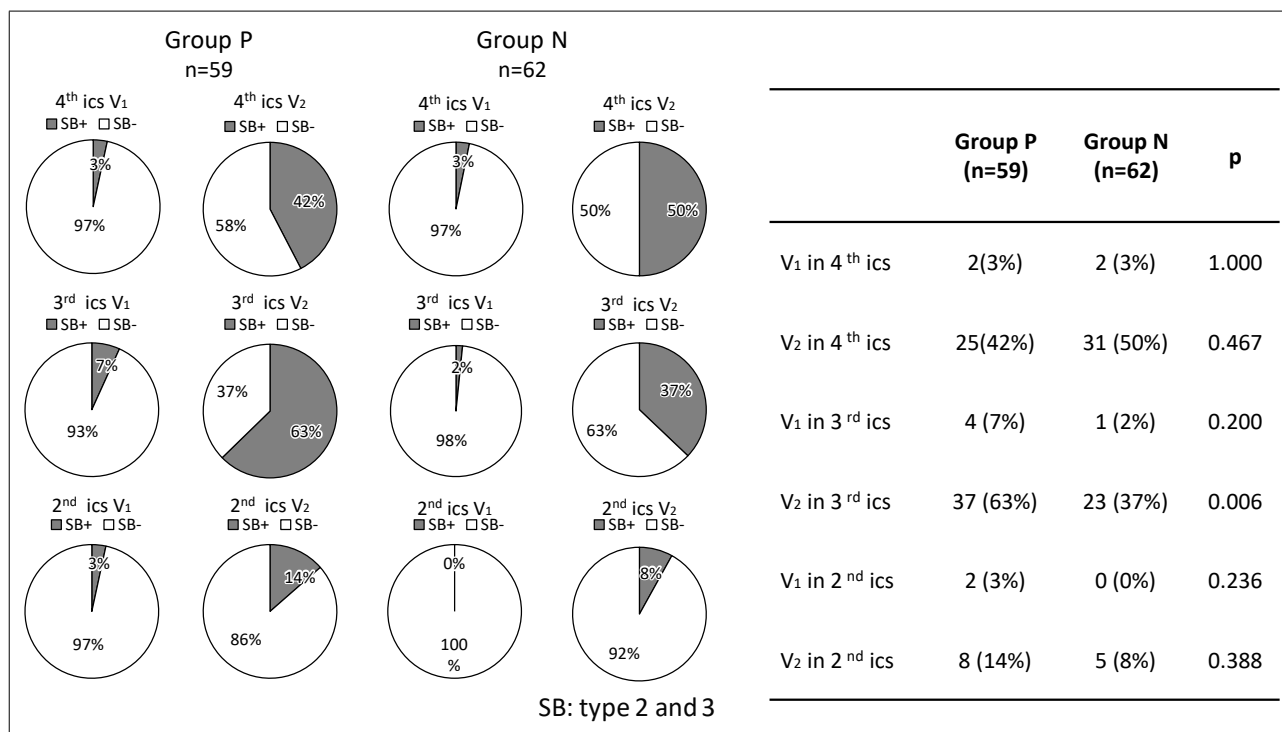 Group P
n=59
Group N
n=62
4th ics V1
SB+ SB-
3%
97%
4th ics V2
SB+ SB-
42%
58%
4th ics V1
SB+ SB-
3%
97%
4th ics V2
SB+ SB-
50%
50%
3rd ics V1
SB+ SB-
7%
93%
3rd ics V2
SB+ SB-
37%
63%
3rd ics V1
SB+ SB-
2%
98%
3rd ics V2
SB+ SB-
37%
63%
2nd ics V1
SB+ SB-
3%
97%
2nd ics V2
SB+ SB-
14%
86%
2nd ics V1
SB+ SB-
0%
100
%
2nd ics V2
SB+ SB-
8%
92%
SB: type 2 and 3
Group P Group N p
(n=59) (n=62)
V1 in 4 th ics 2(3%) 2 (3%) 1.000
V2 in 4 th ics 25(42%) 31 (50%) 0.467
V1 in 3 rd ics 4 (7%) 1 (2%) 0.200
V2 in 3 rd ics 37 (63%) 23 (37%) 0.006
V1 in 2 nd ics 2 (3%) 0 (0%) 0.236
V2 in 2 nd ics 8 (14%) 5 (8%) 0.388